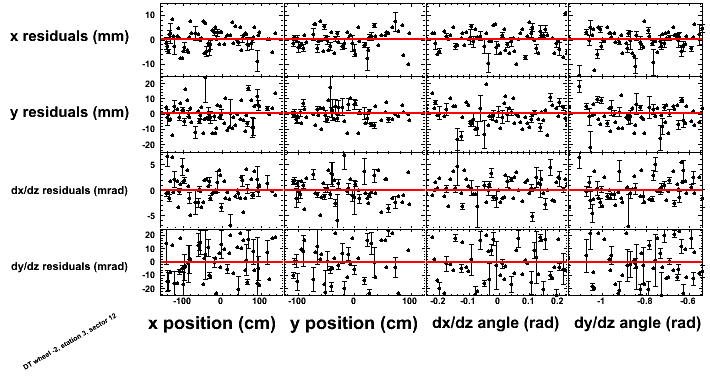 x residuals (mm)
10
0
-10
y residuals (mm)
20
10
0
-10
-20
dx/dz residuals (mrad)
5
0
-5
dy/dz residuals (mrad)
20
10
0
-10
-20
-100 0 100 -100 0 100 -0.2 -0.1 0 0.1 0.2 -1 -0.8 -0.6
x position (cm) y position (cm) dx/dz angle (rad) dy/dz angle (rad)
DT wheel -2, station 3, sector 12